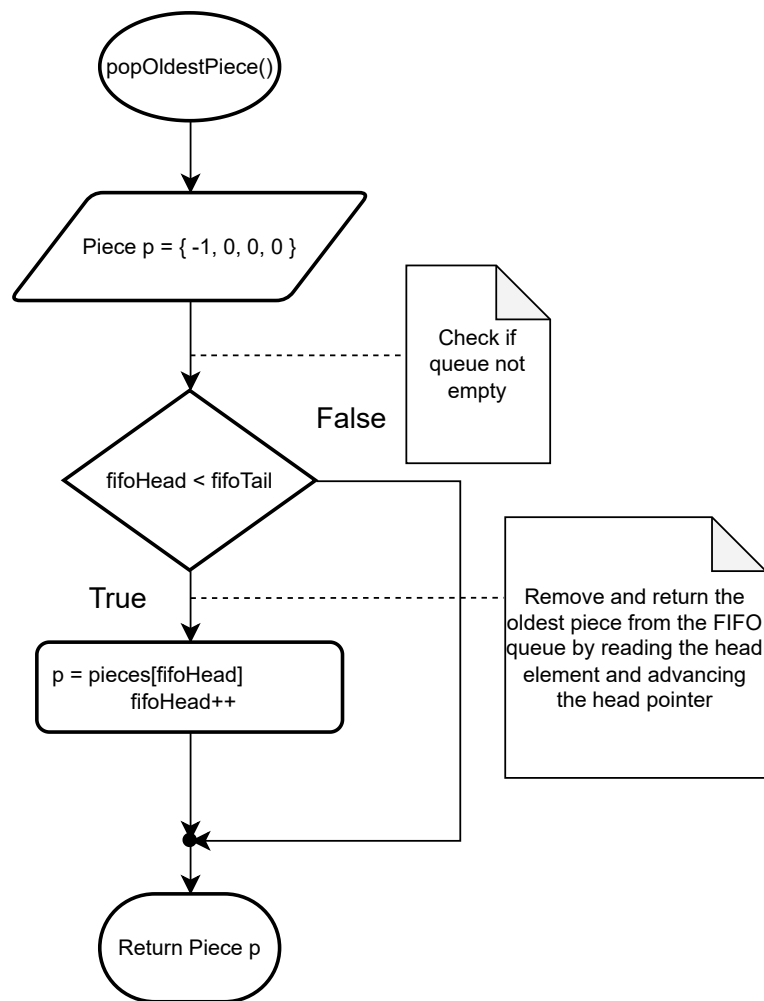 popOldestPiece()
Piece p = { -1, 0, 0, 0 }
Check if
queue not
empty
False
fifoHead < fifoTail
True
Remove and return the
oldest piece from the FIFO
queue by reading the head
element and advancing
the head pointer
p = pieces[fifoHead]
fifoHead++
Return Piece p